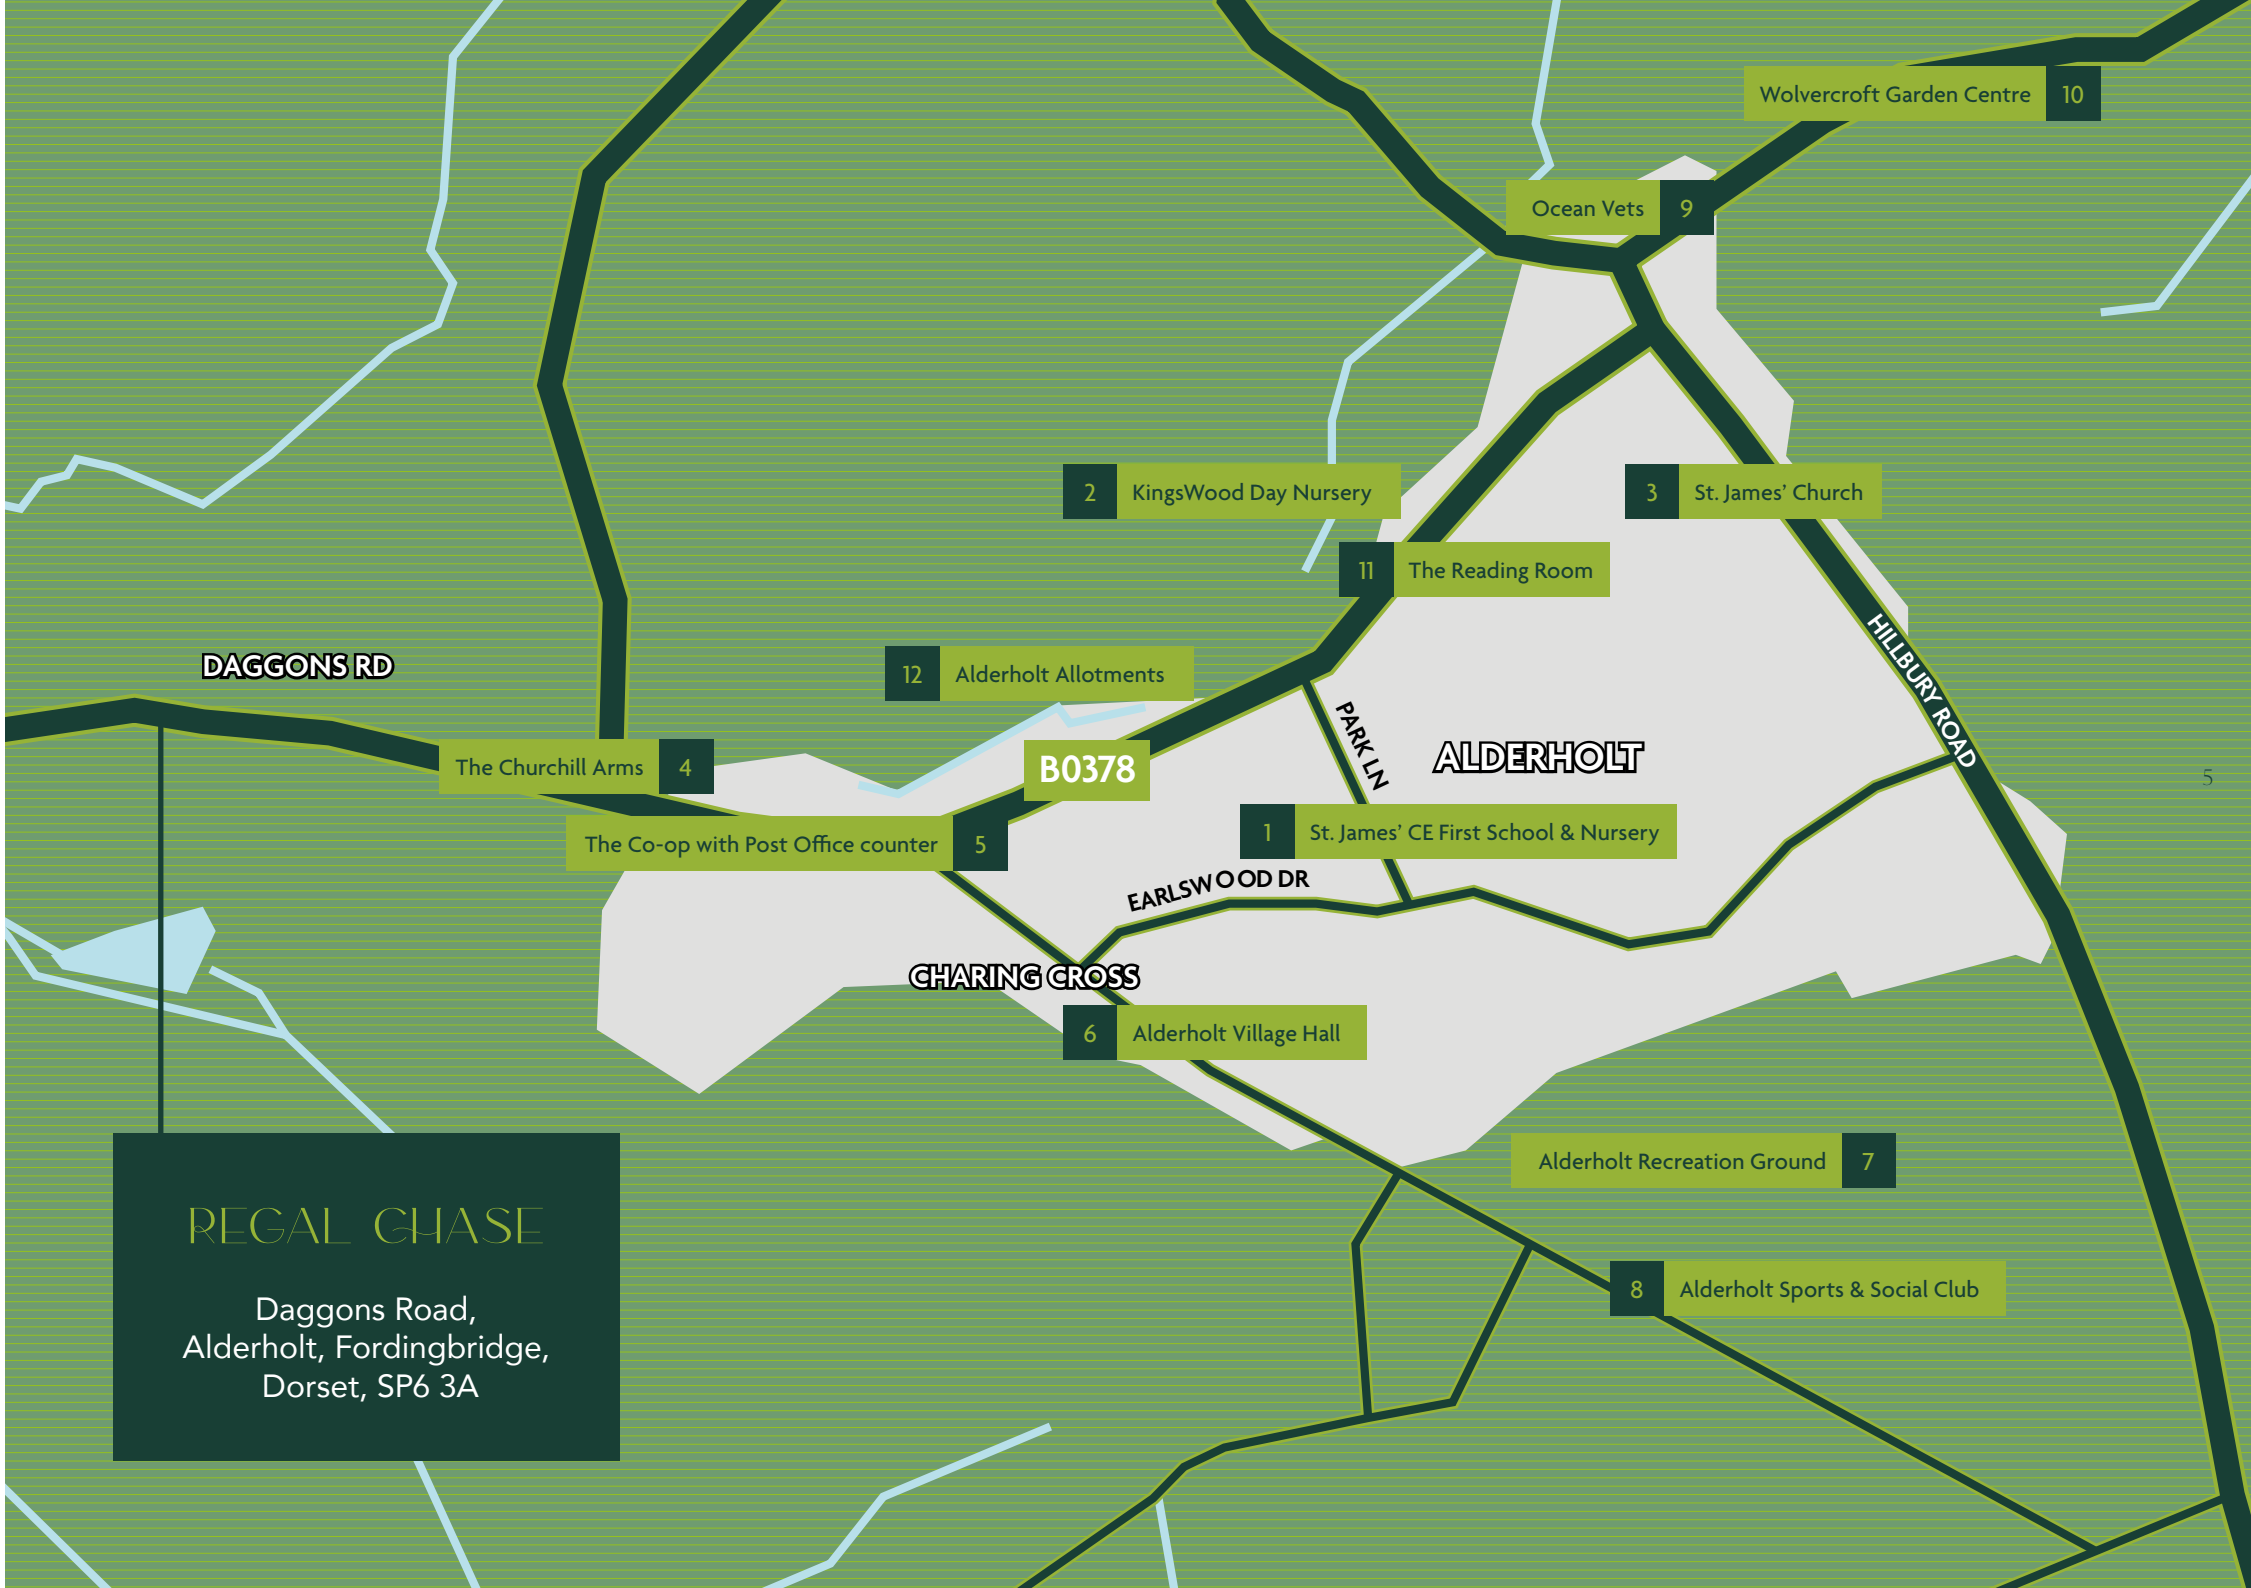 Wolvercroft Garden Centre 10
Ocean Vets 9
2 KingsWood Day Nursery
3 St. James’ Church
11 The Reading Room
DAGGONS RD
12 Alderholt Allotments
HILLBURY ROAD
PARK LN
ALDERHOLT
The Churchill Arms 4
B0378
5
1 St. James’ CE First School & Nursery
The Co-op with Post Office counter 5
EARLSWOOD DR
CHARING CROSS
6 Alderholt Village Hall
Alderholt Recreation Ground 7
REGAL CHASE
8 Alderholt Sports & Social Club
Daggons Road,
Alderholt, Fordingbridge,
Dorset, SP6 3A